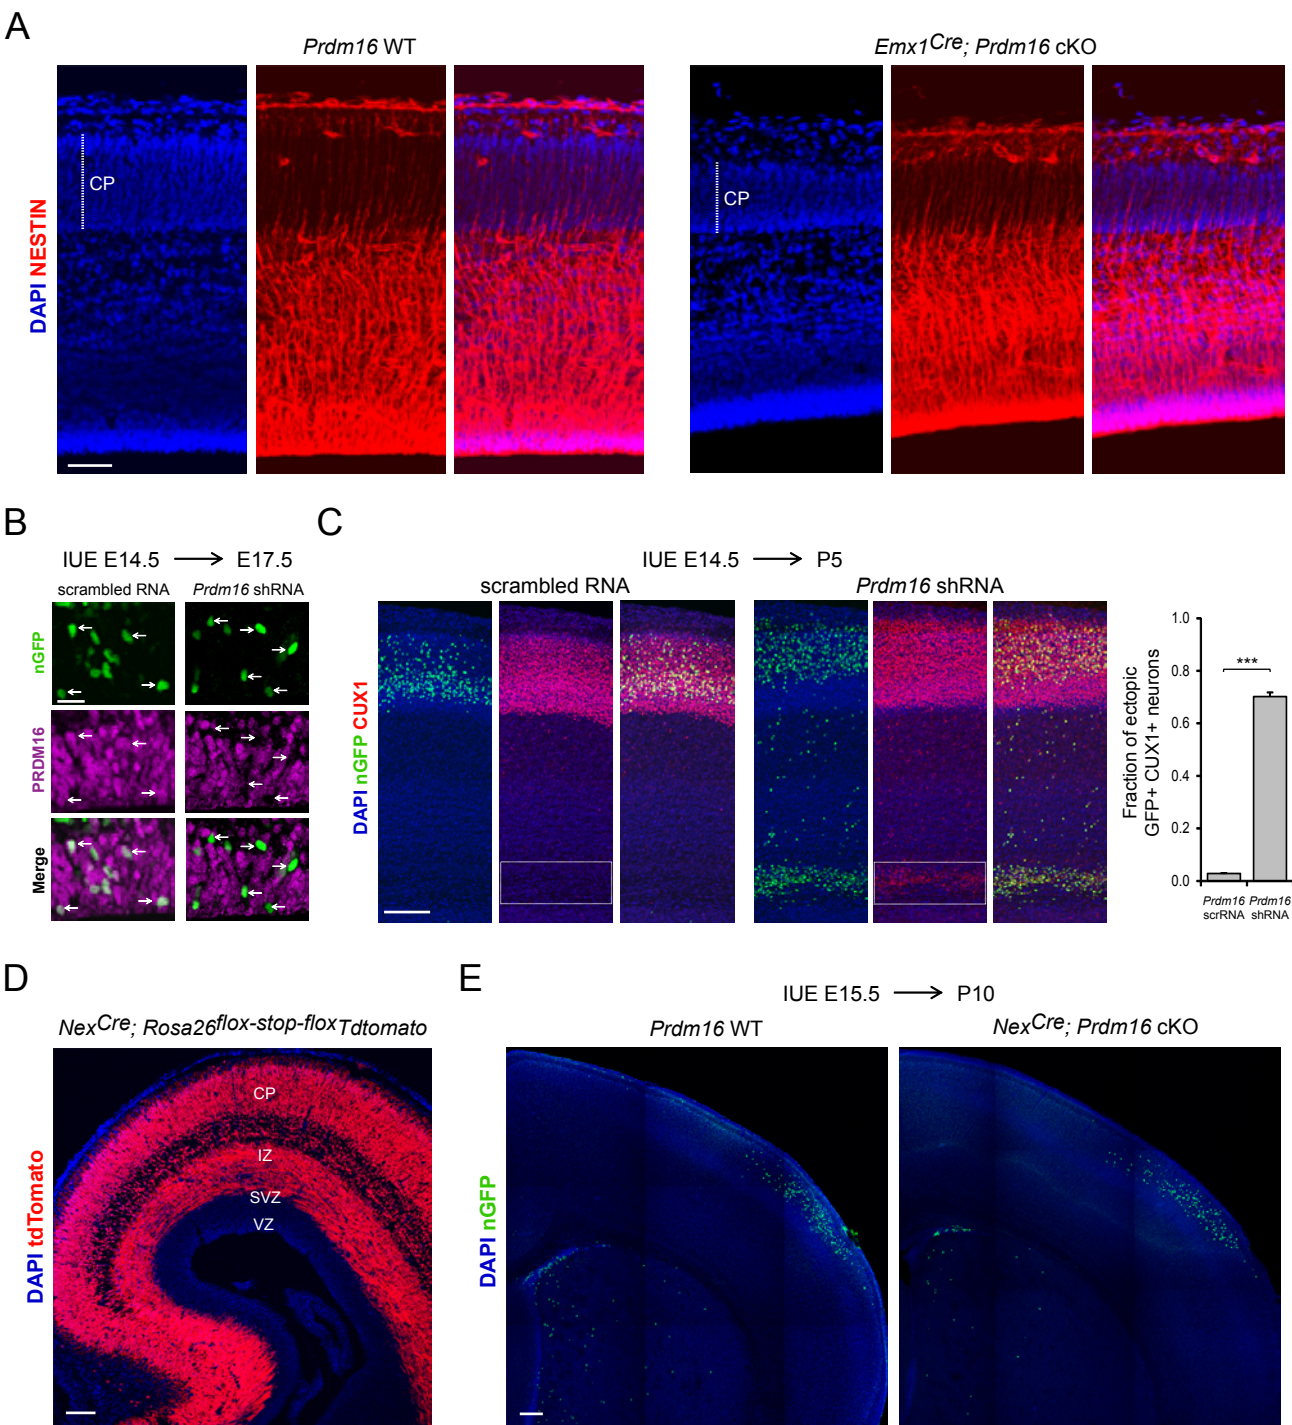 A
Prdm16 WT
Emx1Cre; Prdm16 cKO
DAPI NESTIN
CP
CP
B
IUE E14.5 → E17.5
scrambled RNA
Prdm16 shRNA
nGFP
PRDM16
Merge
C
IUE E14.5 → P5
scrambled RNA
Prdm16 shRNA
DAPI nGFP CUX1
Fraction of ectopic
GFP+ CUX1+ neurons
1.0
0.8
0.6
0.4
0.2
0.0
***
Prdm16
scrRNA
Prdm16
shRNA
D
NexCre; Rosa26flox-stop-floxTdtomato
DAPI tdTomato
CP
IZ
SVZ
VZ
E
IUE E15.5 → P10
Prdm16 WT
NexCre; Prdm16 cKO
DAPI nGFP